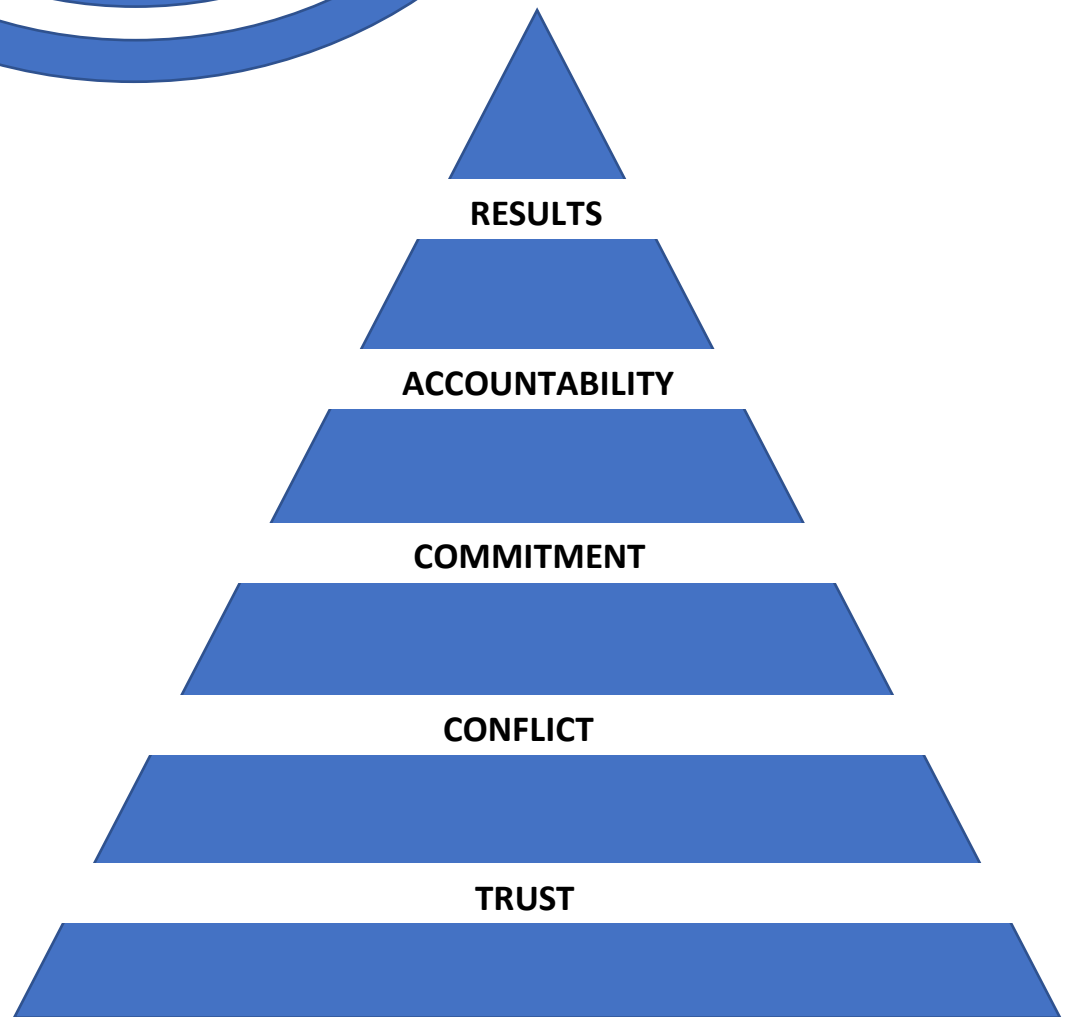 RESULTS
ACCOUNTABILITY
COMMITMENT
CONFLICT
TRUST